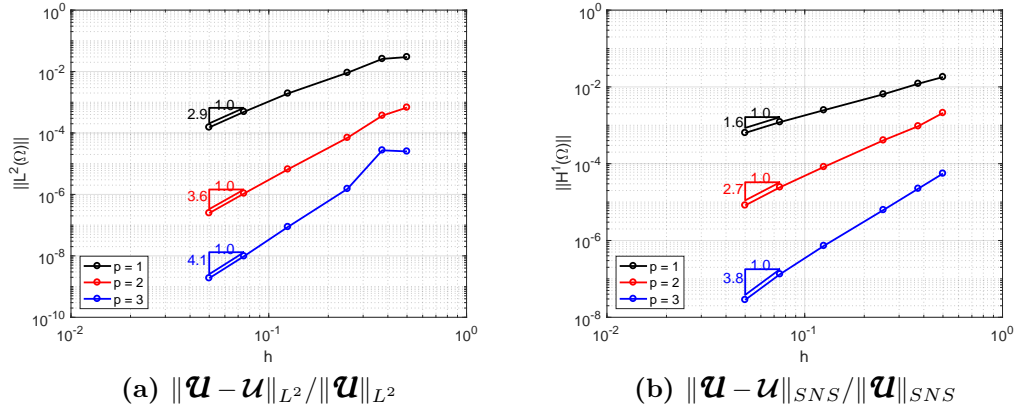 10^0
10^-2
10^-4
10^-6
10^-8
10^-10
||L^2(Ω)||
1.0
2.9
1.0
3.6
1.0
4.1
p = 1
p = 2
p = 3
10^-2
10^-1
10^0
h
(a) ‖𝓤 − 𝒰‖_{L^2}/‖𝓤‖_{L^2}
10^0
10^-2
10^-4
10^-6
10^-8
||H^1(Ω)||
1.0
1.6
1.0
2.7
1.0
3.8
p = 1
p = 2
p = 3
10^-2
10^-1
10^0
h
(b) ‖𝓤 − 𝒰‖_{SNS}/‖𝓤‖_{SNS}